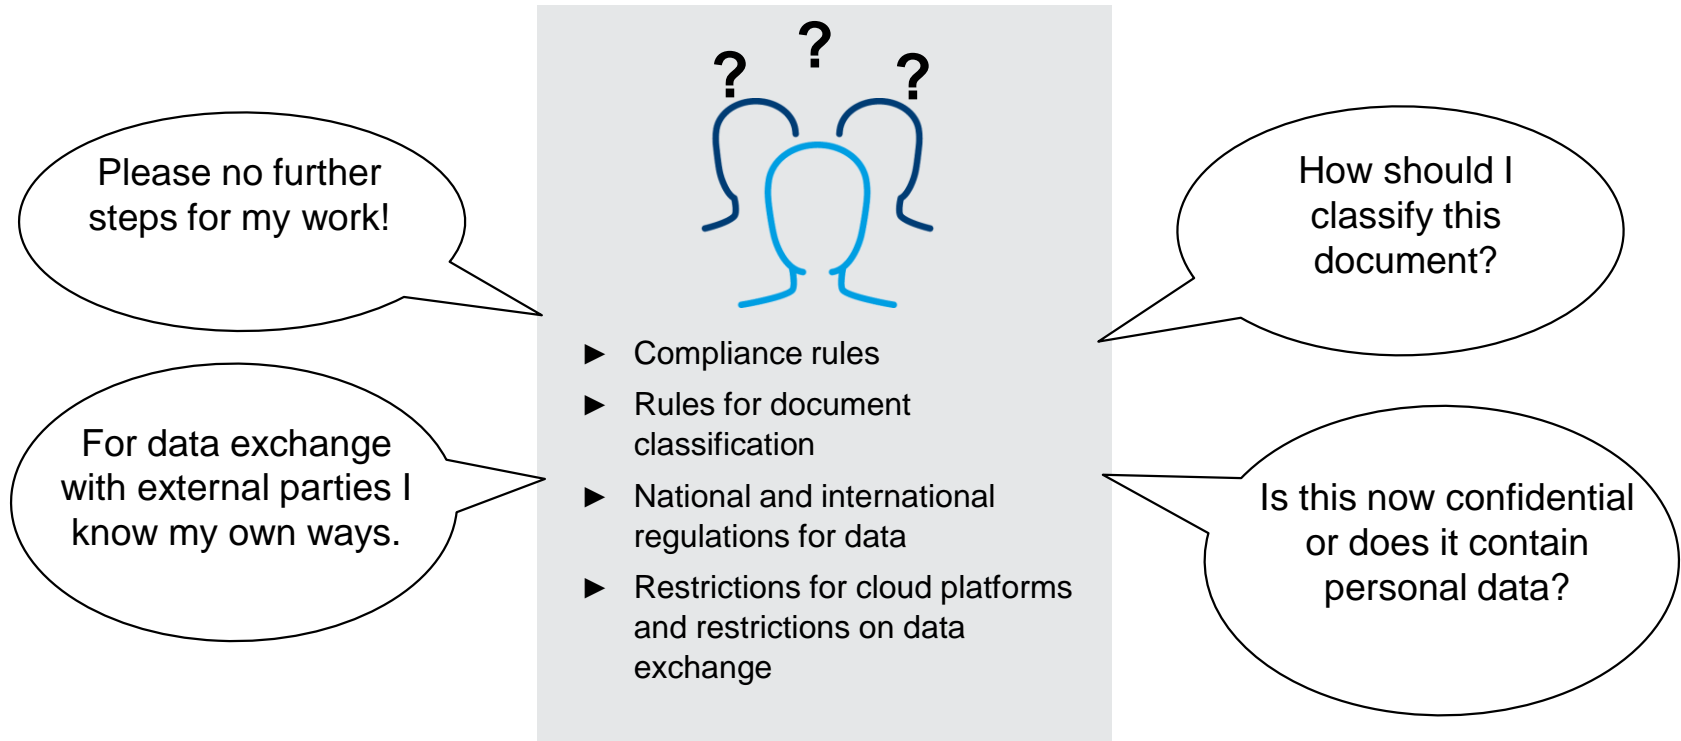 ?
?
?
Please no further
steps for my work!
For data exchange
with external parties I
know my own ways.
► Compliance rules
► Rules for document
classification
► National and international
regulations for data
► Restrictions for cloud platforms
and restrictions on data
exchange
How should I
classify this
document?
Is this now confidential
or does it contain
personal data?